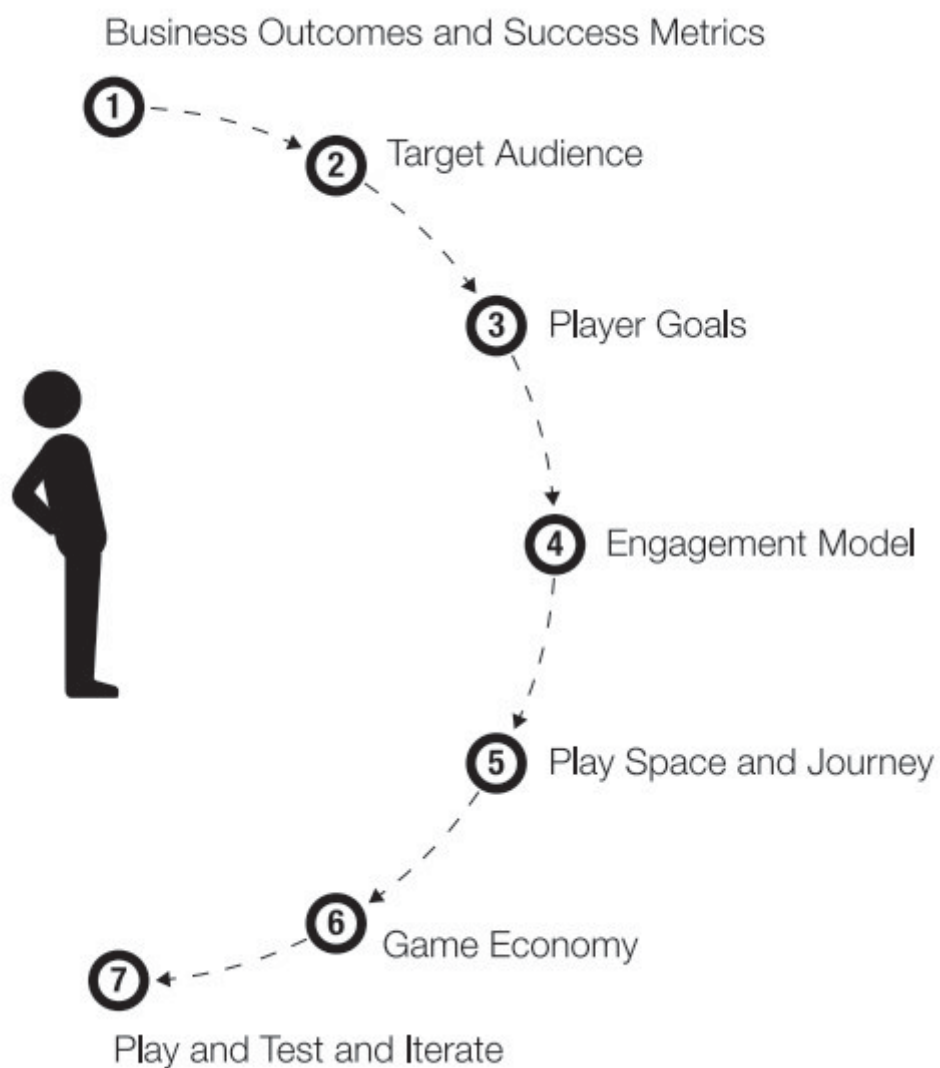 Business Outcomes and Success Metrics
1
2 Target Audience
3 Player Goals
4 Engagement Model
5 Play Space and Journey
6 Game Economy
7
Play and Test and Iterate